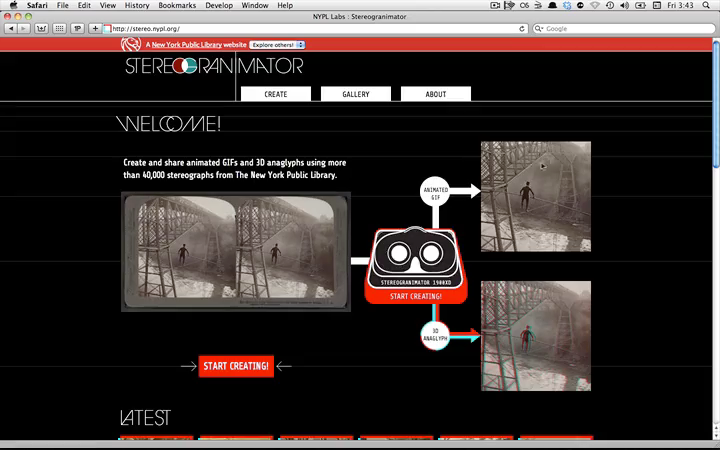 Safari File Edit View History Bookmarks Develop Window Help
Fri 3:43
NYPL Labs : Stereogranimator
http://stereo.nypl.org/
Google
A New York Public Library website Explore others!
STEREOGRANIMATOR
CREATE GALLERY ABOUT
WELCOME!
Create and share animated GIFs and 3D anaglyphs using more
than 40,000 stereographs from The New York Public Library.
ANIMATED
GIF
STEREOGRANIMATOR 1900XD
START CREATING!
3D
ANAGLYPH
START CREATING!
LATEST